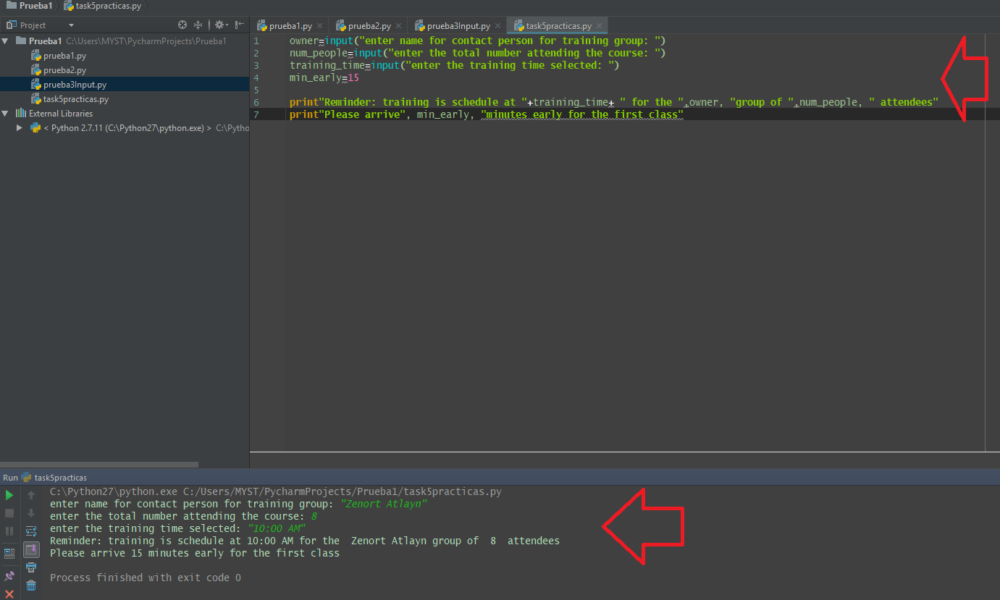 Prueba1 task5practicas.py
Project
prueba1.py prueba2.py prueba3Input.py task5practicas.py
Prueba1 C:\Users\MYST\PycharmProjects\Prueba1
prueba1.py
prueba2.py
prueba3Input.py
task5practicas.py
External Libraries
< Python 2.7.11 (C:\Python27\python.exe) > C:\Pytho
1 owner=input("enter name for contact person for training group: ")
2 num_people=input("enter the total number attending the course: ")
3 training_time=input("enter the training time selected: ")
4 min_early=15
5
6 print"Reminder: training is schedule at "+training_time+ " for the ",owner, "group of ",num_people, " attendees"
7 print"Please arrive", min_early, "minutes early for the first class"
Run task5practicas
C:\Python27\python.exe C:/Users/MYST/PycharmProjects/Prueba1/task5practicas.py
enter name for contact person for training group: "Zenort Atlayn"
enter the total number attending the course: 8
enter the training time selected: "10:00 AM"
Reminder: training is schedule at 10:00 AM for the  Zenort Atlayn group of  8  attendees
Please arrive 15 minutes early for the first class
Process finished with exit code 0